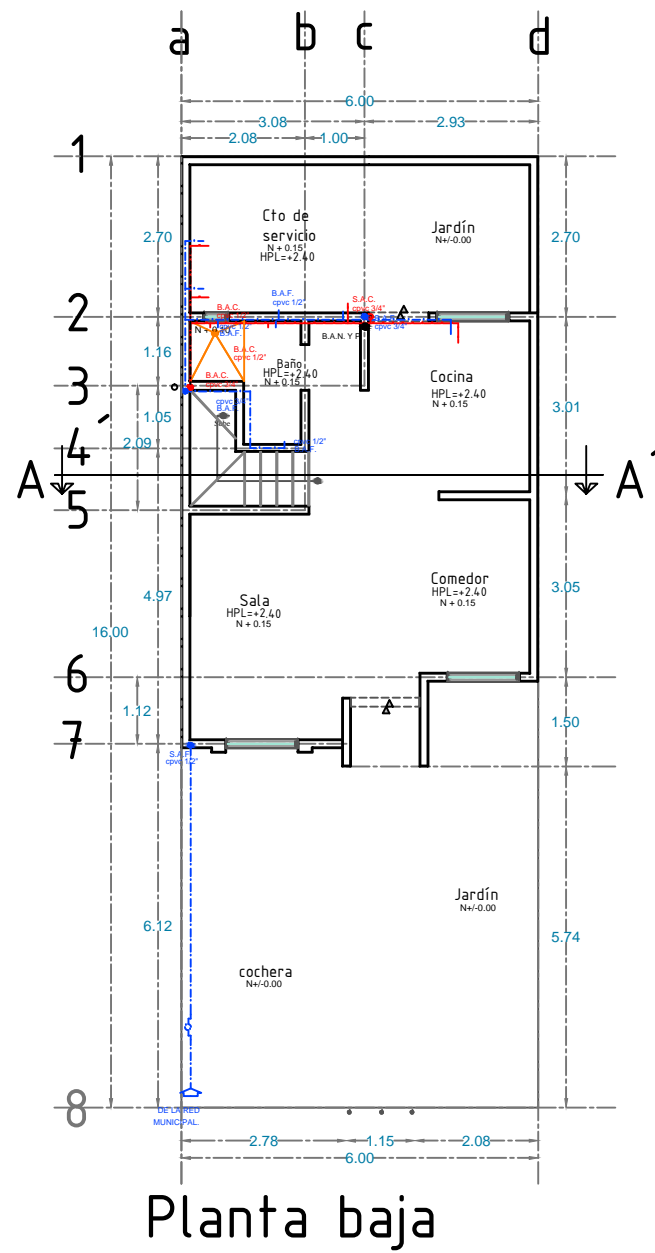 a b c d
6.00
3.08 2.93
2.08 1.00
1
2.70
Cto de
servicio
N + 0.15
HPL=+2.40
Jardín
N+/-0.00
2.70
B.A.F.
cpvc 1/2"
S.A.C.
cpvc 3/4"
B.A.C.
2
cpvc 3/4"
B.A.N. Y P.
B.A.F.
1.16
B.A.C.
cpvc 1/2"
Baño
HPL=+2.40
N + 0.15
Cocina
HPL=+2.40
N + 0.15
3
B.A.C.
B.A.F.
Sube
1.05
3.01
2.09
4´
cpvc 1/2"
A A´
5
4.97
16.00
Sala
HPL=+2.40
N + 0.15
Comedor
HPL=+2.40
N + 0.15
3.05
6
1.12
1.50
7
S.A.F.
cpvc 1/2"
6.12
Jardín
N+/-0.00
5.74
cochera
N+/-0.00
8
DE LA RED
MUNICIPAL.
2.78 1.15 2.08
6.00
Planta baja